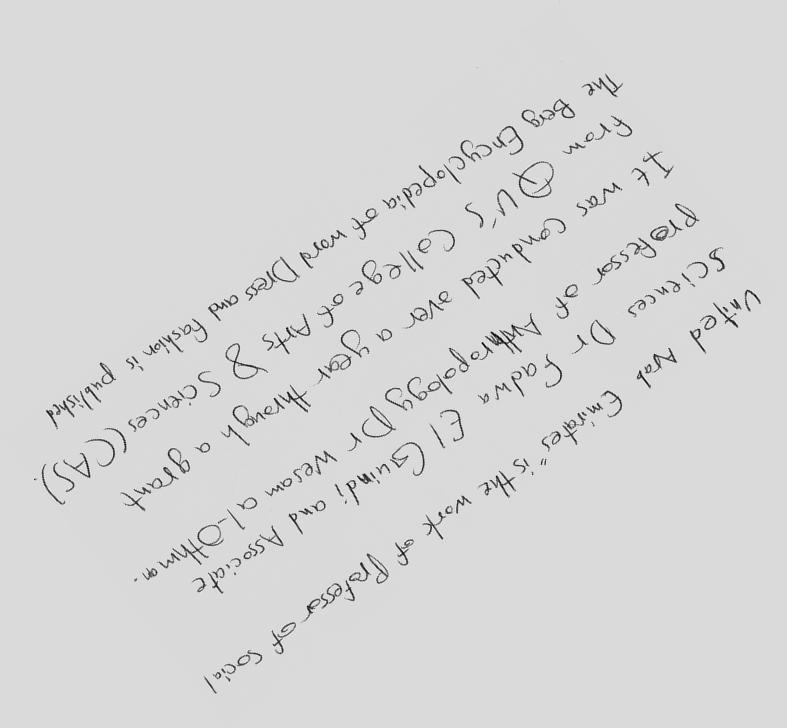 United Arab Emirates" is the work of Professor of social
Sciences Dr Fadwa El Guindi and Associate
professor of Anthropology Dr Wesam al-Othman.
It was conducted over a year through a grant
From QU's College of Arts & Sciences (CAS).
The Berg Encyclopedia of word Dress and fashion is published